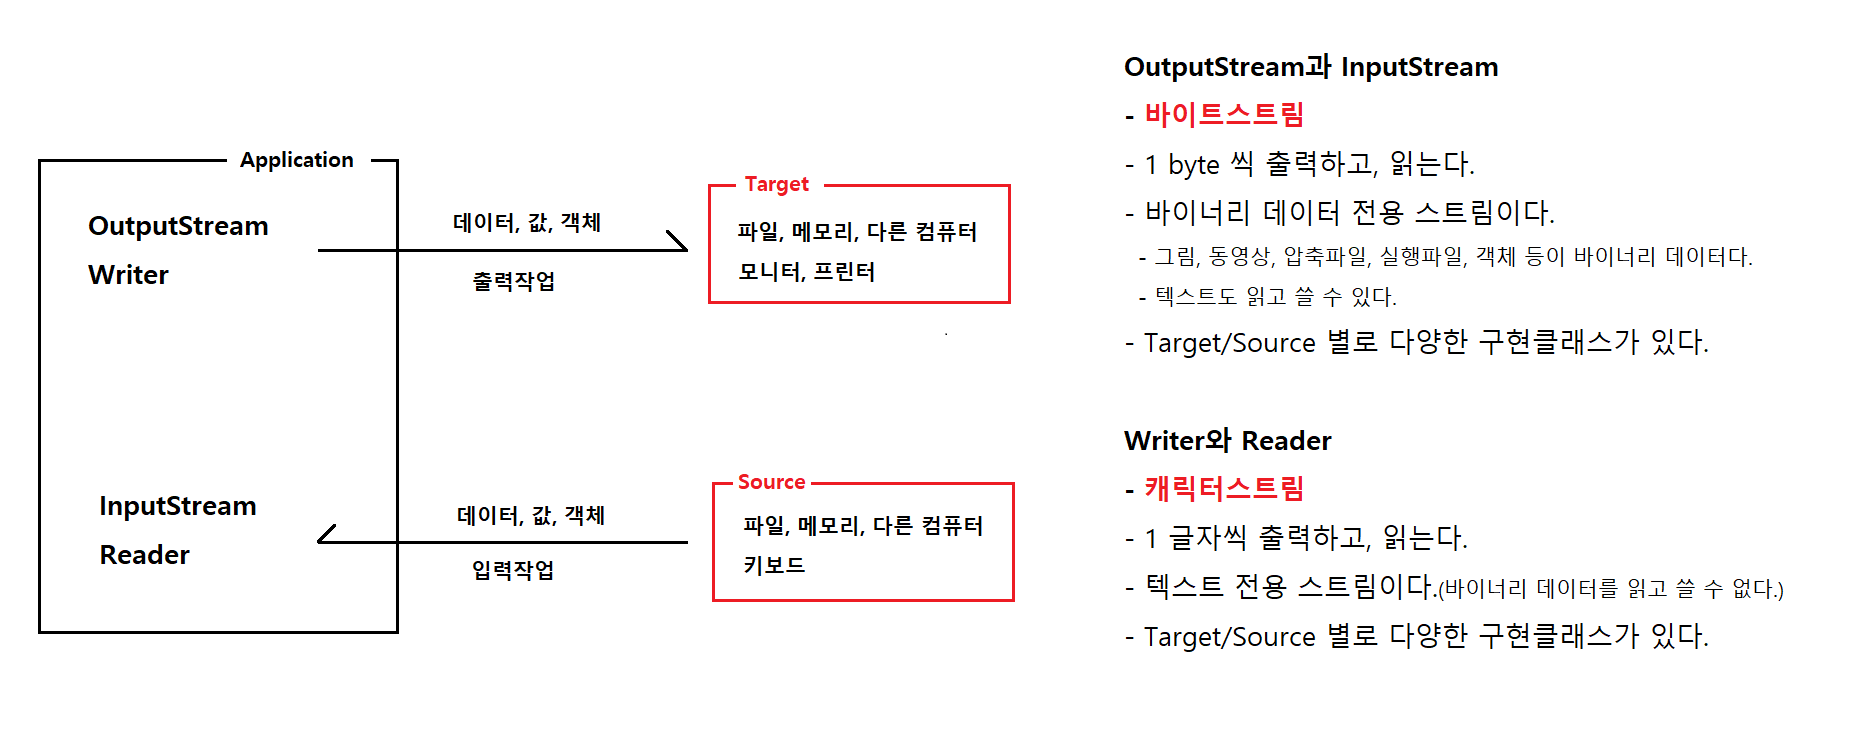 Application
OutputStream
Writer
데이터, 값, 객체
출력작업
Target
파일, 메모리, 다른 컴퓨터
모니터, 프린터
InputStream
Reader
데이터, 값, 객체
입력작업
Source
파일, 메모리, 다른 컴퓨터
키보드
OutputStream과 InputStream
- 바이트스트림
- 1 byte 씩 출력하고, 읽는다.
- 바이너리 데이터 전용 스트림이다.
- 그림, 동영상, 압축파일, 실행파일, 객체 등이 바이너리 데이터다.
- 텍스트도 읽고 쓸 수 있다.
- Target/Source 별로 다양한 구현클래스가 있다.
Writer와 Reader
- 캐릭터스트림
- 1 글자씩 출력하고, 읽는다.
- 텍스트 전용 스트림이다.(바이너리 데이터를 읽고 쓸 수 없다.)
- Target/Source 별로 다양한 구현클래스가 있다.